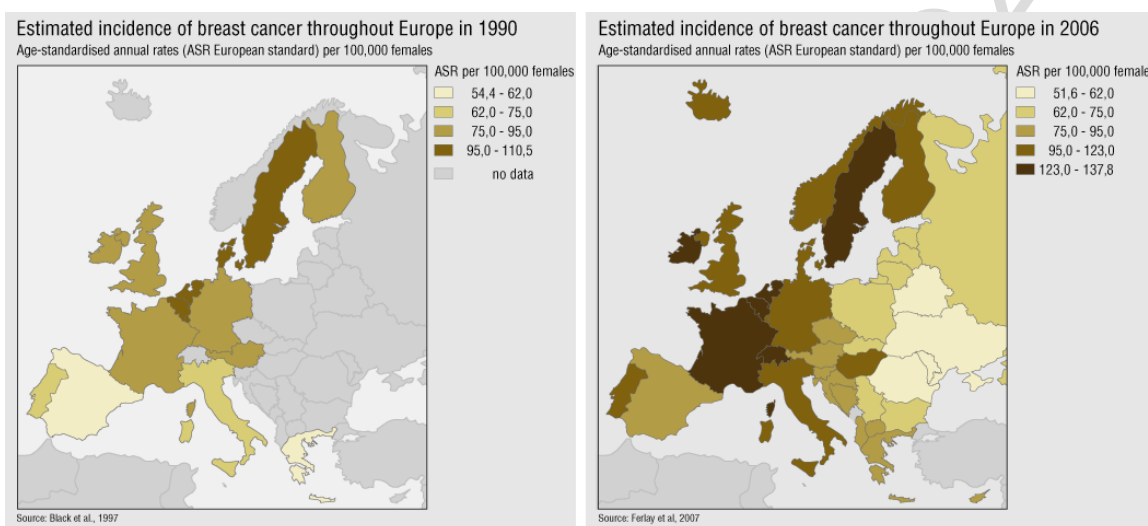 Estimated incidence of breast cancer throughout Europe in 1990
Age-standardised annual rates (ASR European standard) per 100,000 females
ASR per 100,000 females
54,4 - 62,0
62,0 - 75,0
75,0 - 95,0
95,0 - 110,5
no data
Source: Black et al., 1997
Estimated incidence of breast cancer throughout Europe in 2006
Age-standardised annual rates (ASR European standard) per 100,000 females
ASR per 100,000 female
51,6 - 62,0
62,0 - 75,0
75,0 - 95,0
95,0 - 123,0
123,0 - 137,8
Source: Ferlay et al, 2007